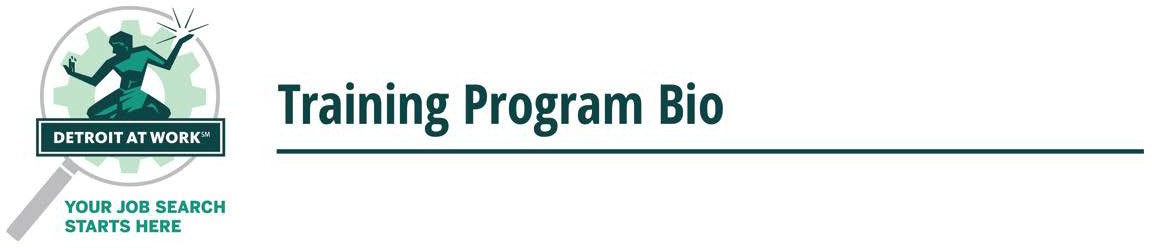 DETROIT AT WORK℠
YOUR JOB SEARCH
STARTS HERE
Training Program Bio